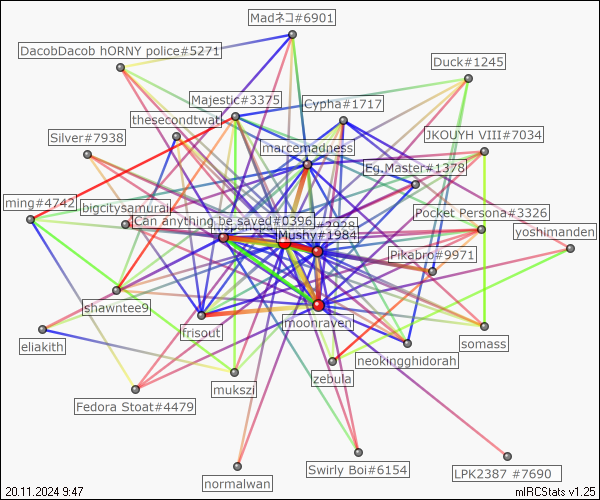 Madネコ#6901
DacobDacob hORNY police#5271
Duck#1245
Majestic#3375
Cypha#1717
thesecondtwat
Silver#7938
JKOUYH VIII#7034
marcemadness
Eg.Master#1378
ming#4742
bigcitysamurai
Pocket Persona#3326
Can anything be saved#0396
yoshimanden
Mushy#1984
Pikabro#9971
shawntee9
moonraven
frisout
eliakith
somass
neokingghidorah
zebula
mukszi
Fedora Stoat#4479
Swirly Boi#6154
LPK2387 #7690
normalwan
20.11.2024 9:47
mIRCStats v1.25